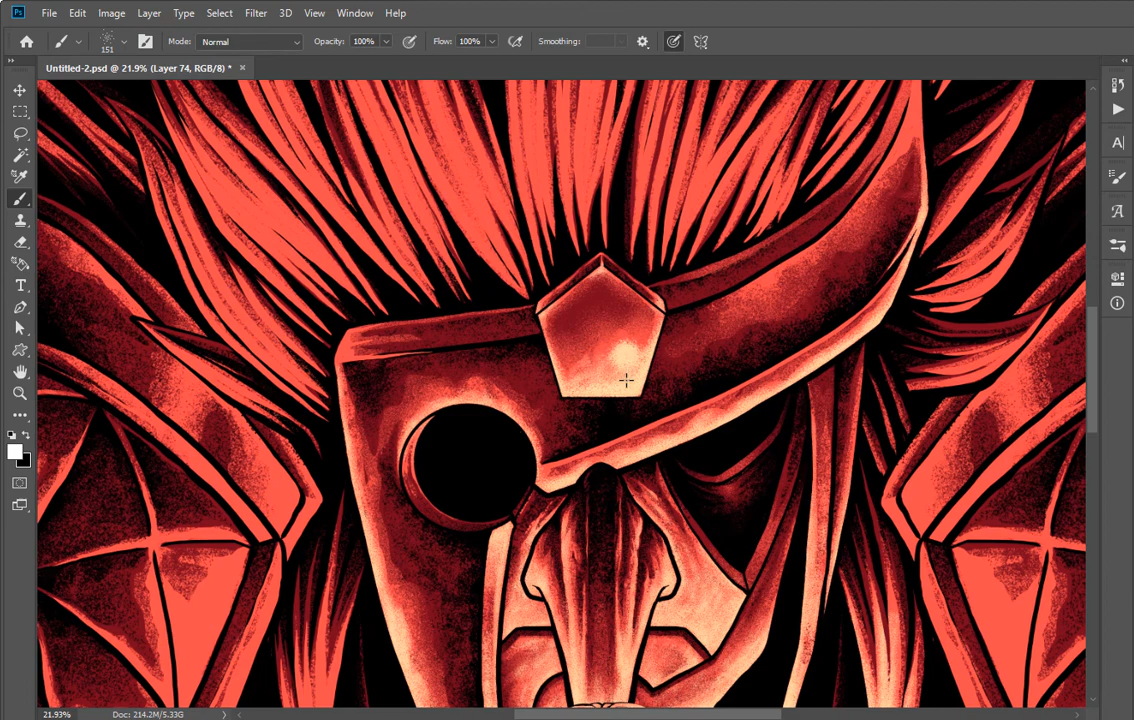 Ps File Edit Image Layer Type Select Filter 3D View Window Help
151 Mode: Normal Opacity: 100% Flow: 100% Smoothing:
Untitled-2.psd @ 21.9% (Layer 74, RGB/8) * ×
21.93% Doc: 214.2M/5.33G